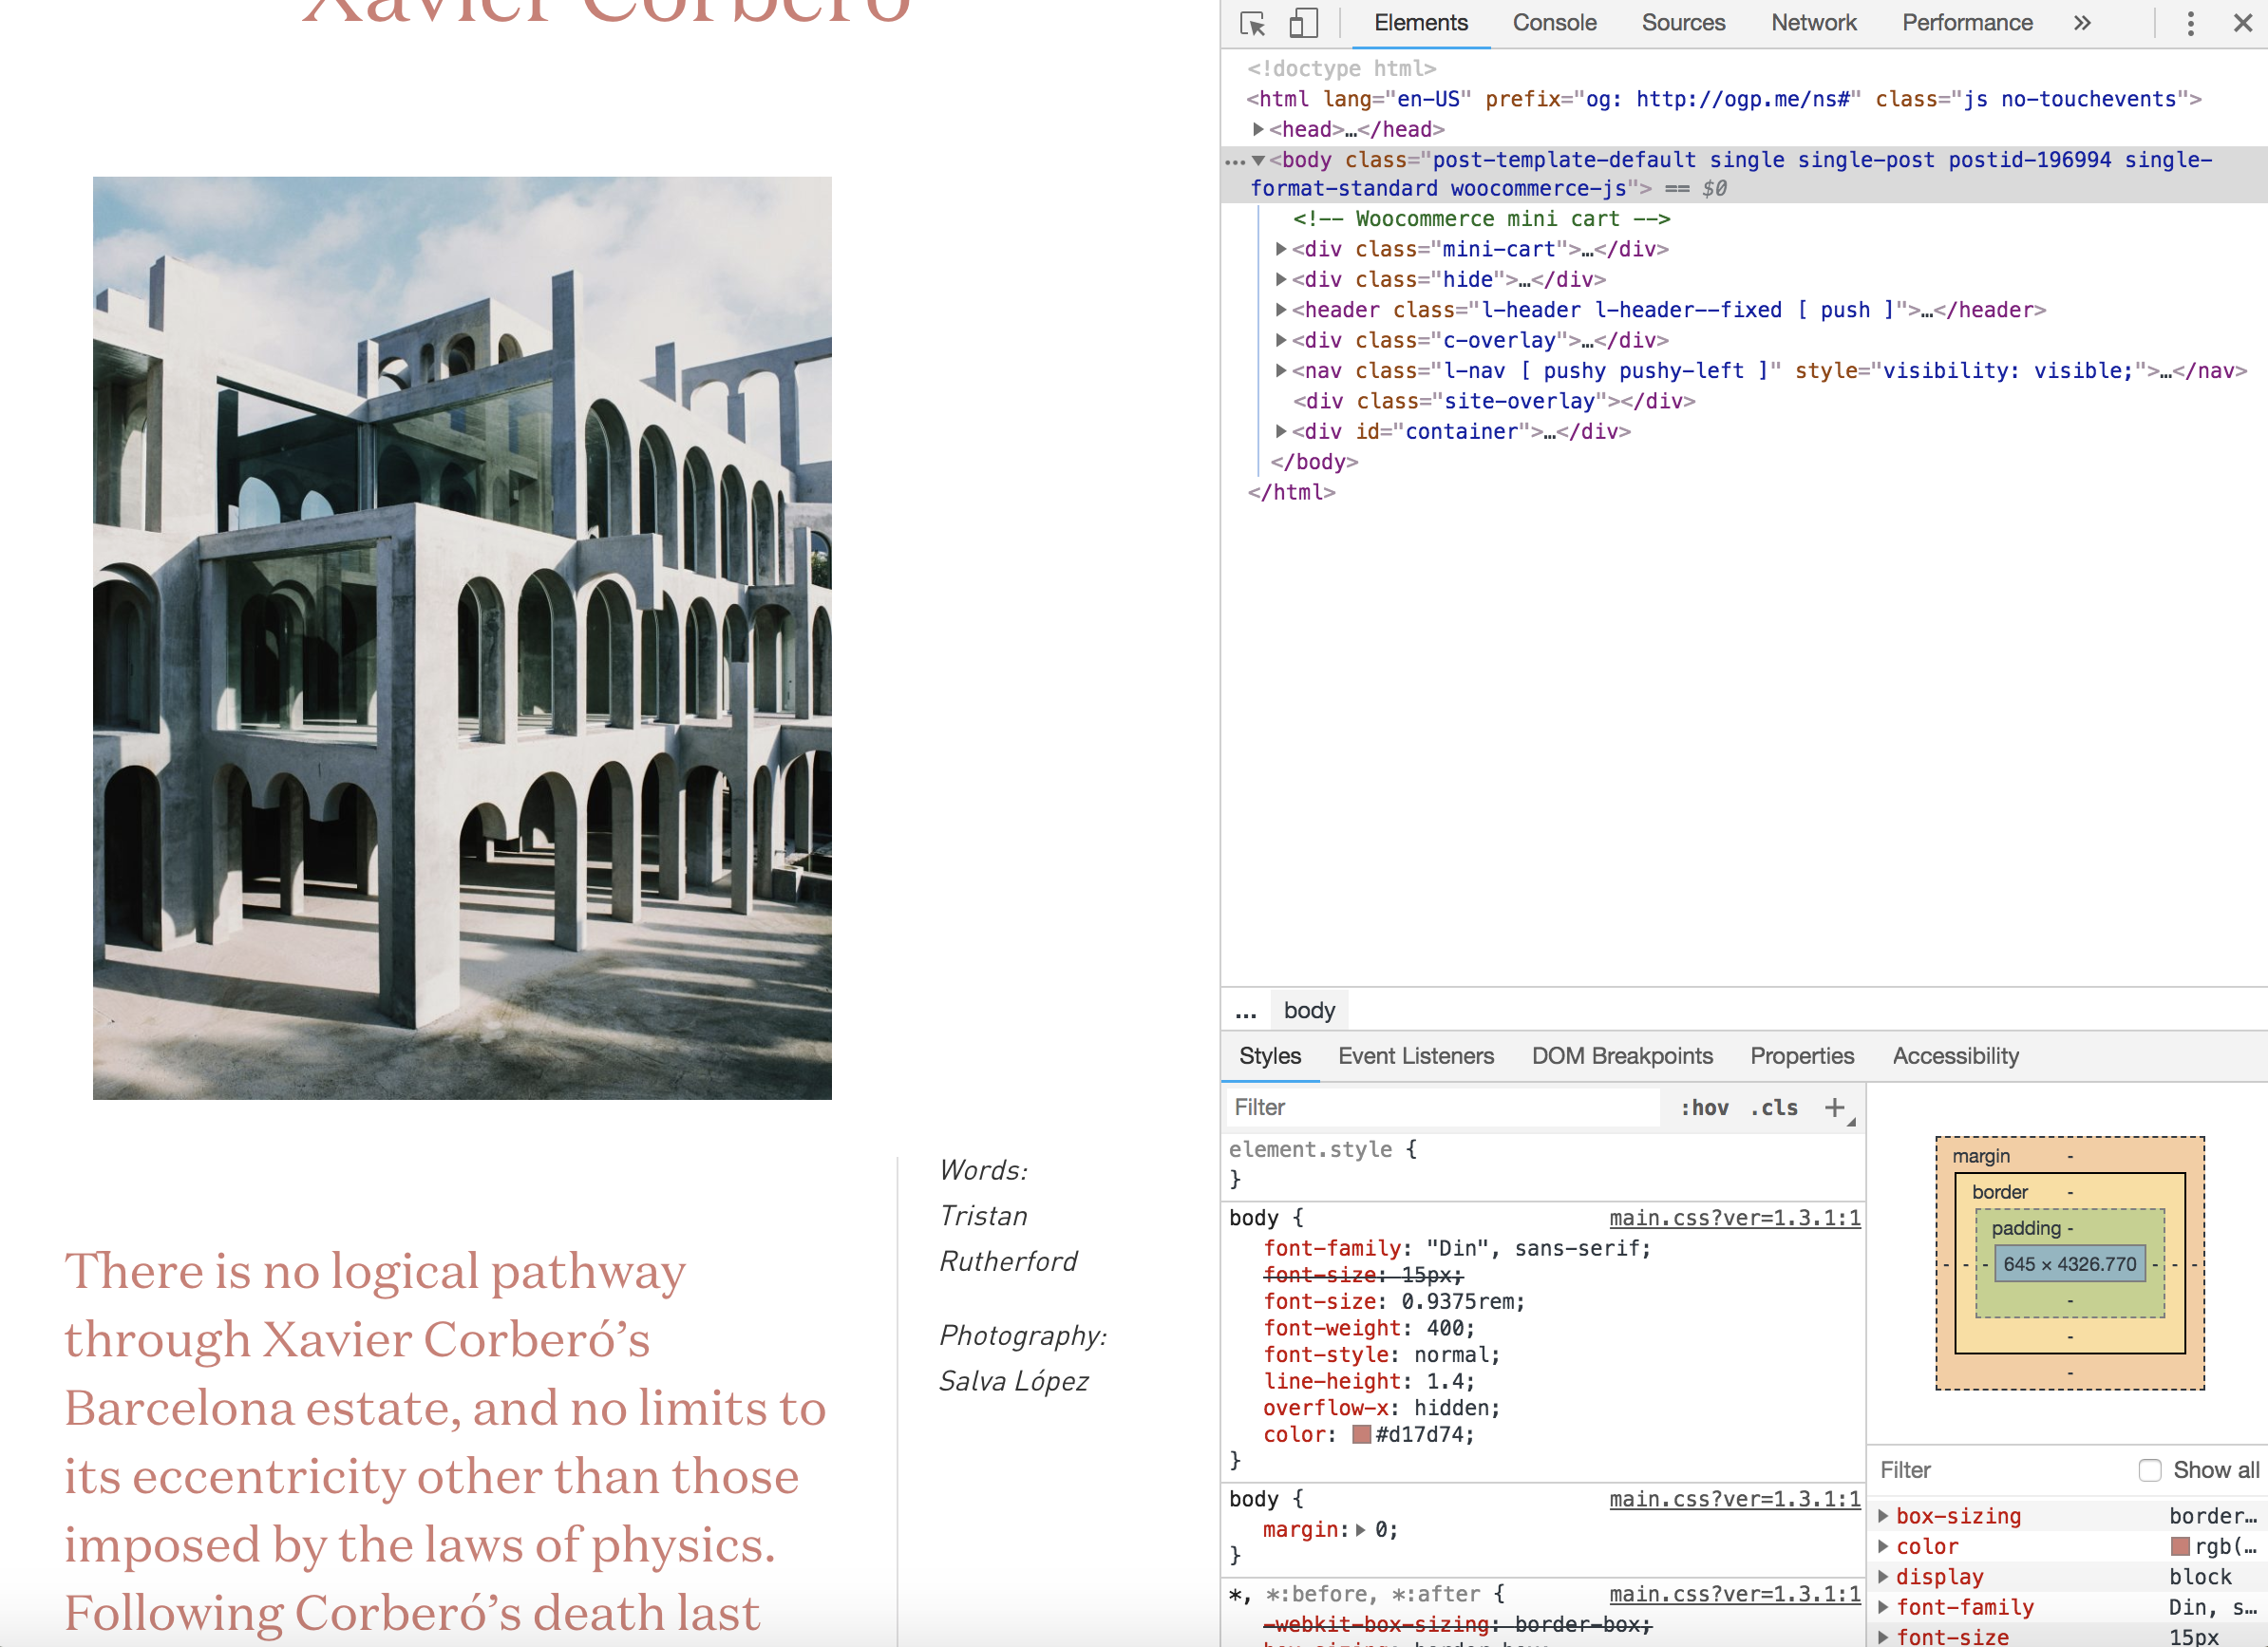 Xavier Corberó
Words:
Tristan
Rutherford
Photography:
Salva López
There is no logical pathway
through Xavier Corberó’s
Barcelona estate, and no limits to
its eccentricity other than those
imposed by the laws of physics.
Following Corberó’s death last
Elements Console Sources Network Performance »
<!doctype html>
<html lang="en-US" prefix="og: http://ogp.me/ns#" class="js no-touchevents">
<head>…</head>
…<body class="post-template-default single single-post postid-196994 single-
format-standard woocommerce-js"> == $0
<!-- Woocommerce mini cart -->
<div class="mini-cart">…</div>
<div class="hide">…</div>
<header class="l-header l-header--fixed [ push ]">…</header>
<div class="c-overlay">…</div>
<nav class="l-nav [ pushy pushy-left ]" style="visibility: visible;">…</nav>
<div class="site-overlay"></div>
<div id="container">…</div>
</body>
</html>
... body
Styles Event Listeners DOM Breakpoints Properties Accessibility
Filter :hov .cls +
element.style {
}
body { main.css?ver=1.3.1:1
font-family: "Din", sans-serif;
font-size: 15px;
font-size: 0.9375rem;
font-weight: 400;
font-style: normal;
line-height: 1.4;
overflow-x: hidden;
color: #d17d74;
}
body { main.css?ver=1.3.1:1
margin: 0;
}
*, *:before, *:after { main.css?ver=1.3.1:1
-webkit-box-sizing: border-box;
margin -
border -
padding -
- - - 645 × 4326.770 - - -
-
-
-
Filter Show all
box-sizing border…
color rgb(…
display block
font-family Din, s…
font-size 15px